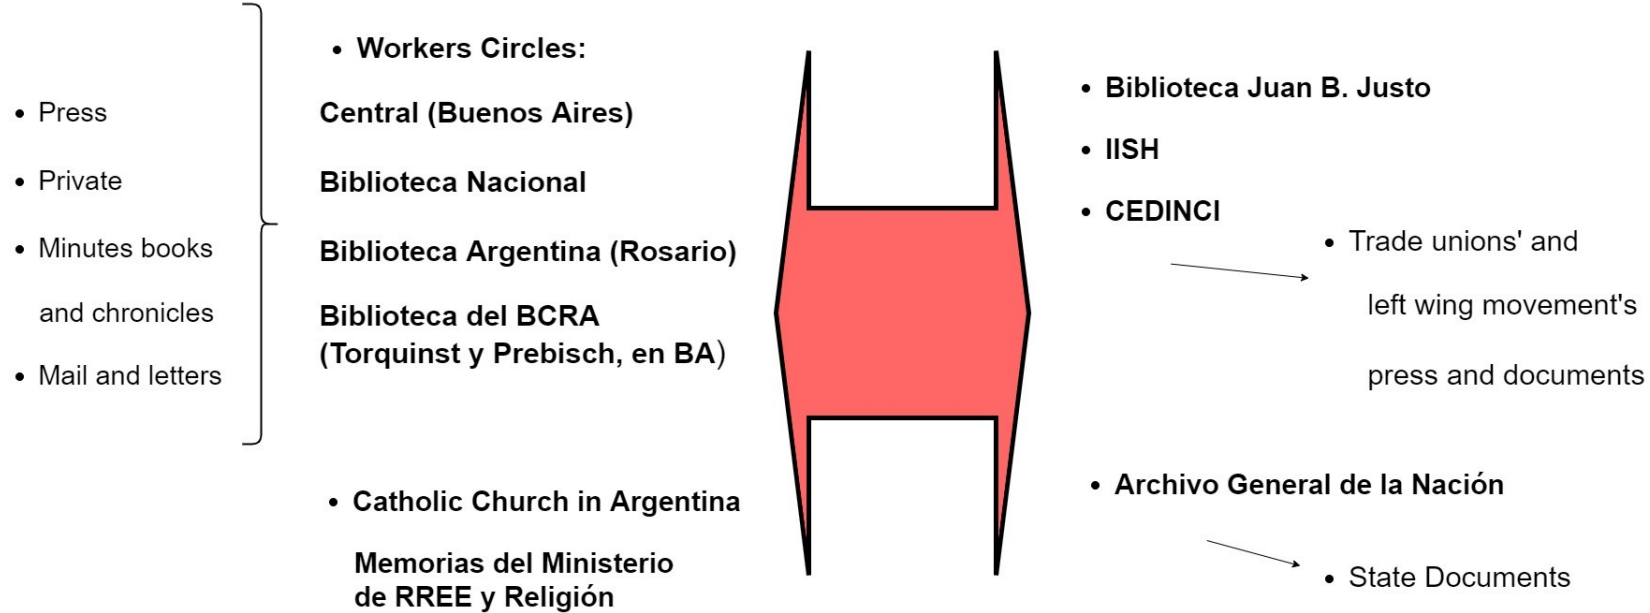 • Press
• Private
• Minutes books
and chronicles
• Mail and letters
• Workers Circles:
Central (Buenos Aires)
Biblioteca Nacional
Biblioteca Argentina (Rosario)
Biblioteca del BCRA
(Torquinst y Prebisch, en BA)
• Catholic Church in Argentina
Memorias del Ministerio
de RREE y Religión
• Biblioteca Juan B. Justo
• IISH
• CEDINCI
• Trade unions' and
left wing movement's
press and documents
• Archivo General de la Nación
• State Documents